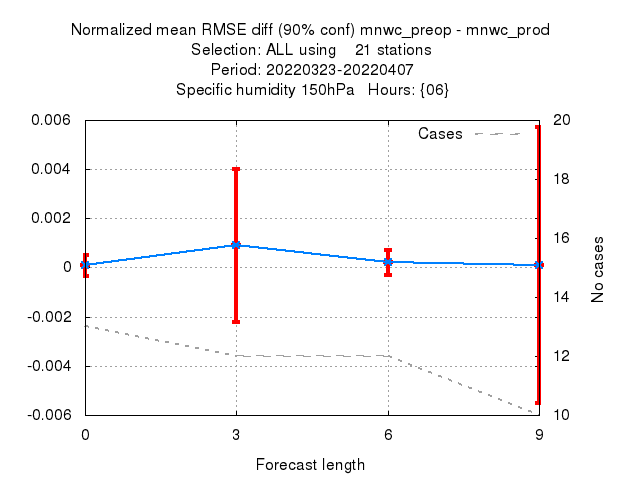 Normalized mean RMSE diff (90% conf) mnwc_preop - mnwc_prod
Selection: ALL using    21 stations
Period: 20220323-20220407
Specific humidity 150hPa   Hours: {06}
0.006
0.004
0.002
0
-0.002
-0.004
-0.006
Cases
20
18
16
14
12
10
No cases
0 3 6 9
Forecast length